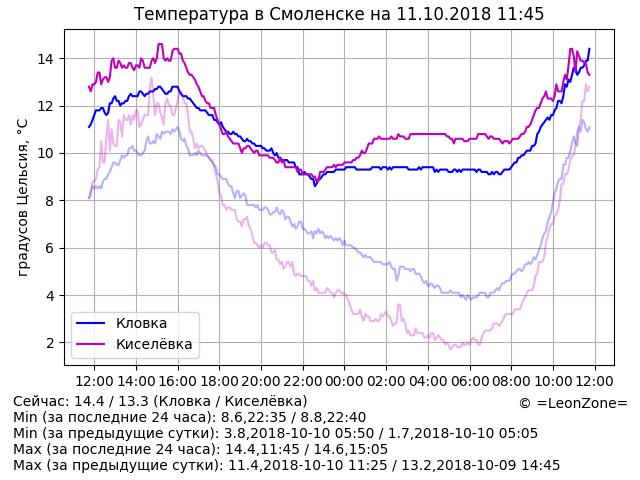 Температура в Смоленске на 11.10.2018 11:45
градусов Цельсия, °C
14
12
10
8
6
4
2
Кловка
Киселёвка
12:00 14:00 16:00 18:00 20:00 22:00 00:00 02:00 04:00 06:00 08:00 10:00 12:00
Сейчас: 14.4 / 13.3 (Кловка / Киселёвка)
© =LeonZone=
Min (за последние 24 часа): 8.6,22:35 / 8.8,22:40
Min (за предыдущие сутки): 3.8,2018-10-10 05:50 / 1.7,2018-10-10 05:05
Max (за последние 24 часа): 14.4,11:45 / 14.6,15:05
Max (за предыдущие сутки): 11.4,2018-10-10 11:25 / 13.2,2018-10-09 14:45